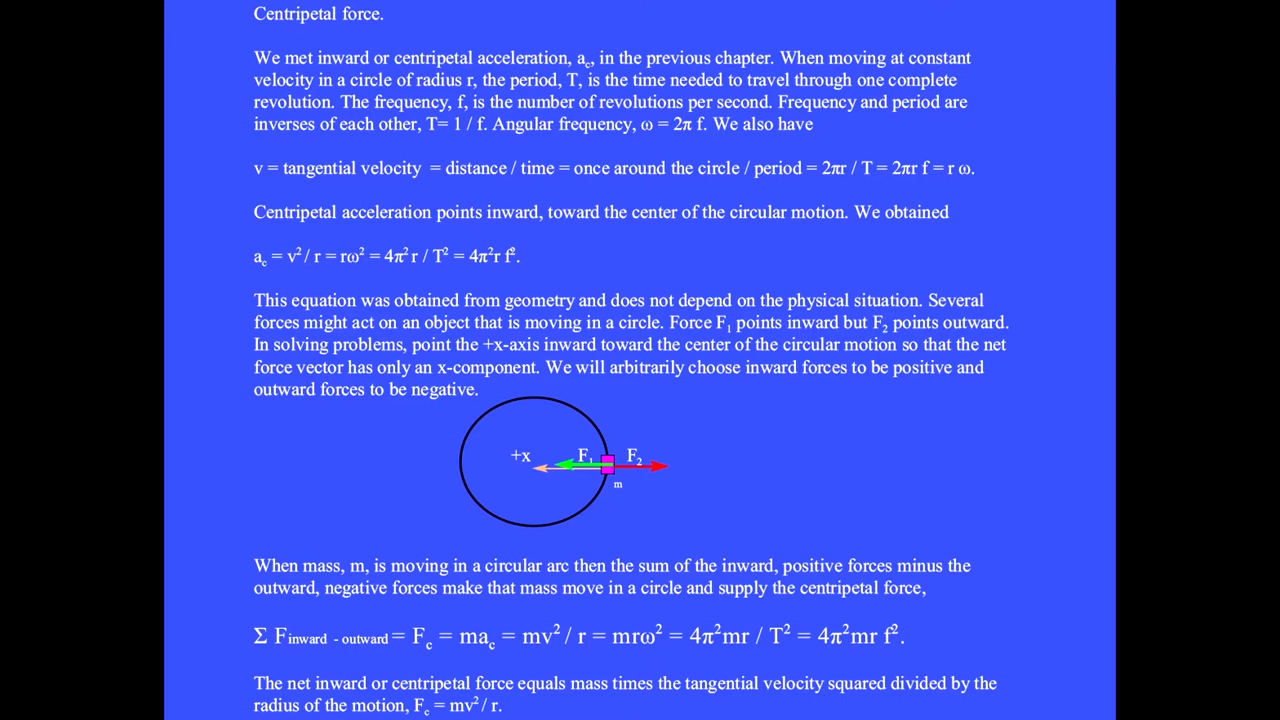 Centripetal force.
We met inward or centripetal acceleration, a꜀, in the previous chapter. When moving at constant
velocity in a circle of radius r, the period, T, is the time needed to travel through one complete
revolution. The frequency, f, is the number of revolutions per second. Frequency and period are
inverses of each other, T= 1 / f. Angular frequency, ω = 2π f. We also have
v = tangential velocity = distance / time = once around the circle / period = 2πr / T = 2πr f = r ω.
Centripetal acceleration points inward, toward the center of the circular motion. We obtained
a꜀ = v² / r = rω² = 4π² r / T² = 4π²r f².
This equation was obtained from geometry and does not depend on the physical situation. Several
forces might act on an object that is moving in a circle. Force F₁ points inward but F₂ points outward.
In solving problems, point the +x-axis inward toward the center of the circular motion so that the net
force vector has only an x-component. We will arbitrarily choose inward forces to be positive and
outward forces to be negative.
+x F₁ F₂
m
When mass, m, is moving in a circular arc then the sum of the inward, positive forces minus the
outward, negative forces make that mass move in a circle and supply the centripetal force,
Σ Finward - outward = F꜀ = ma꜀ = mv² / r = mrω² = 4π²mr / T² = 4π²mr f².
The net inward or centripetal force equals mass times the tangential velocity squared divided by the
radius of the motion, F꜀ = mv² / r.